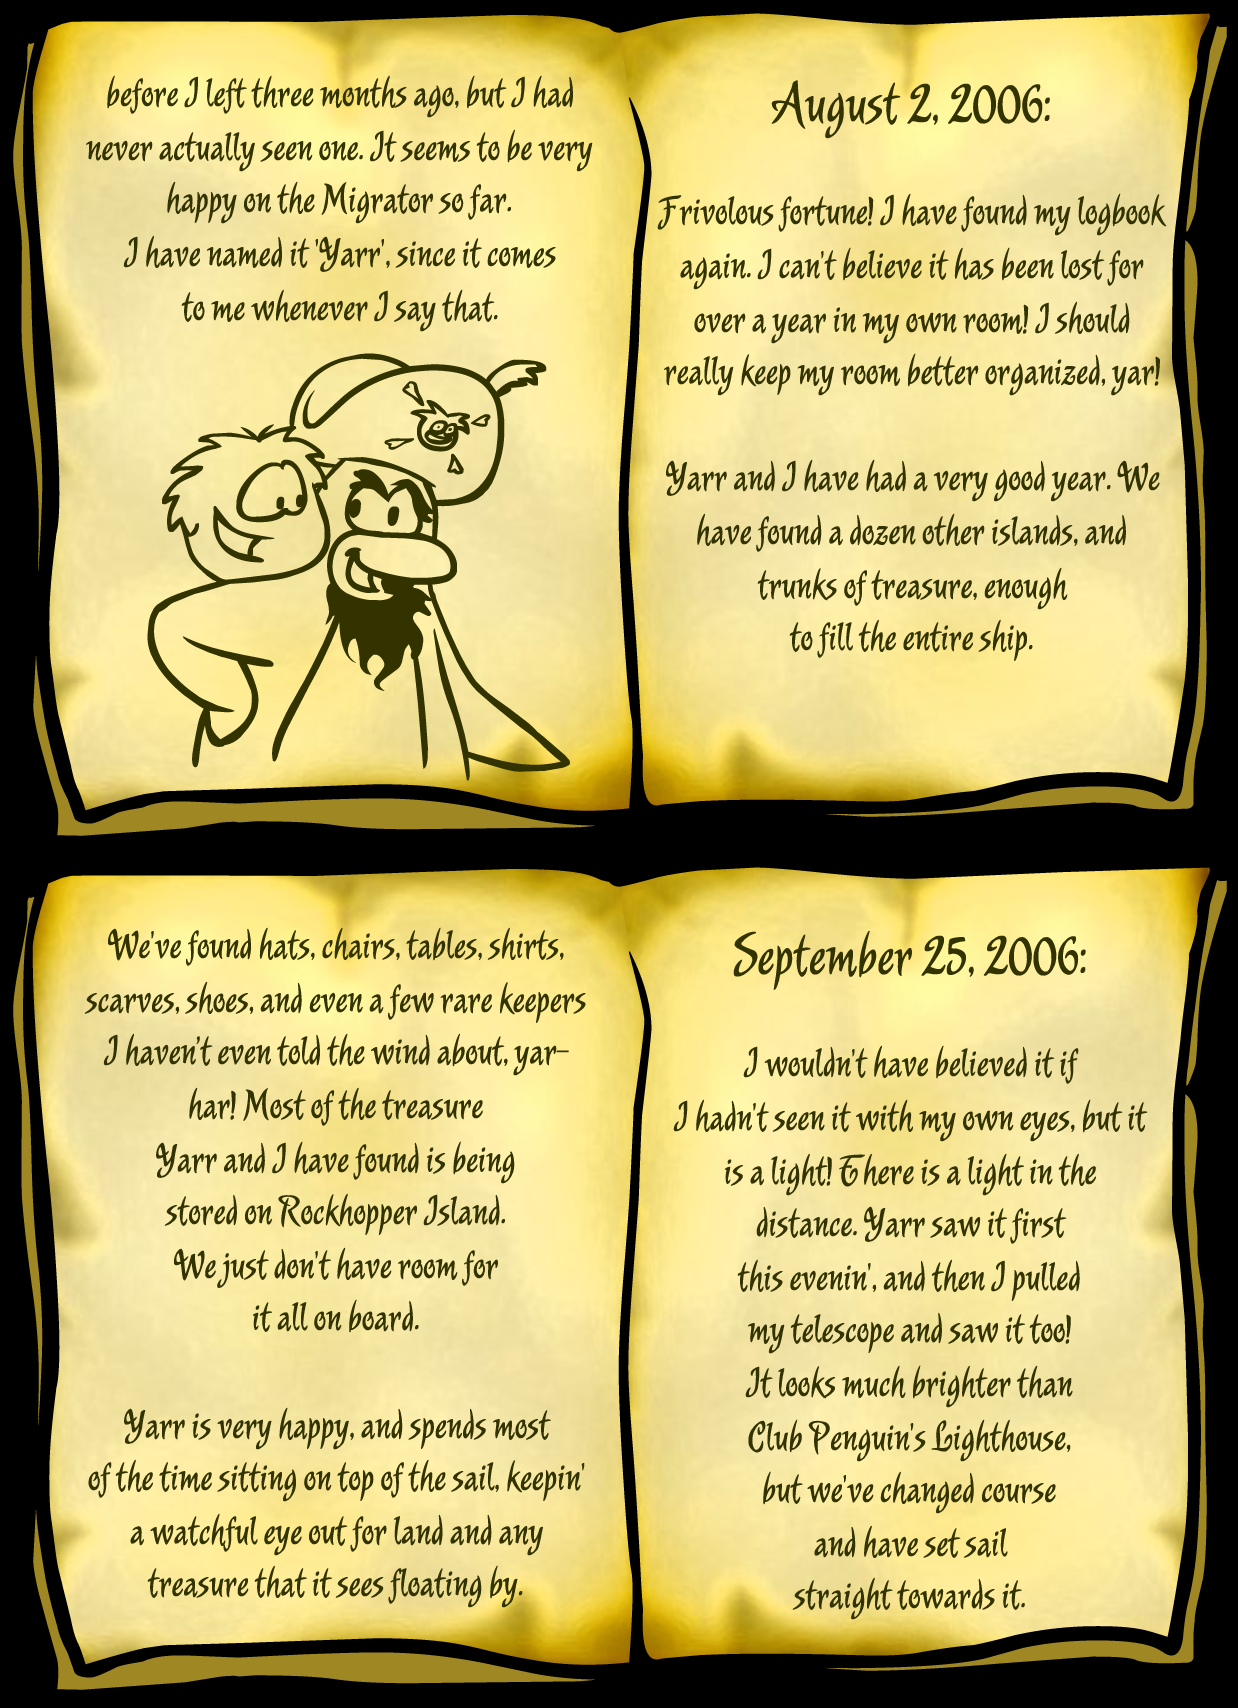 before I left three months ago, but I had
never actually seen one. It seems to be very
happy on the Migrator so far.
I have named it 'Yarr', since it comes
to me whenever I say that.
August 2, 2006:
Frivolous fortune! I have found my logbook
again. I can't believe it has been lost for
over a year in my own room! I should
really keep my room better organized, yar!
Yarr and I have had a very good year. We
have found a dozen other islands, and
trunks of treasure, enough
to fill the entire ship.
We've found hats, chairs, tables, shirts,
scarves, shoes, and even a few rare keepers
I haven't even told the wind about, yar-
har! Most of the treasure
Yarr and I have found is being
stored on Rockhopper Island.
We just don't have room for
it all on board.
Yarr is very happy, and spends most
of the time sitting on top of the sail, keepin'
a watchful eye out for land and any
treasure that it sees floating by.
September 25, 2006:
I wouldn't have believed it if
I hadn't seen it with my own eyes, but it
is a light! There is a light in the
distance. Yarr saw it first
this evenin', and then I pulled
my telescope and saw it too!
It looks much brighter than
Club Penguin's Lighthouse,
but we've changed course
and have set sail
straight towards it.